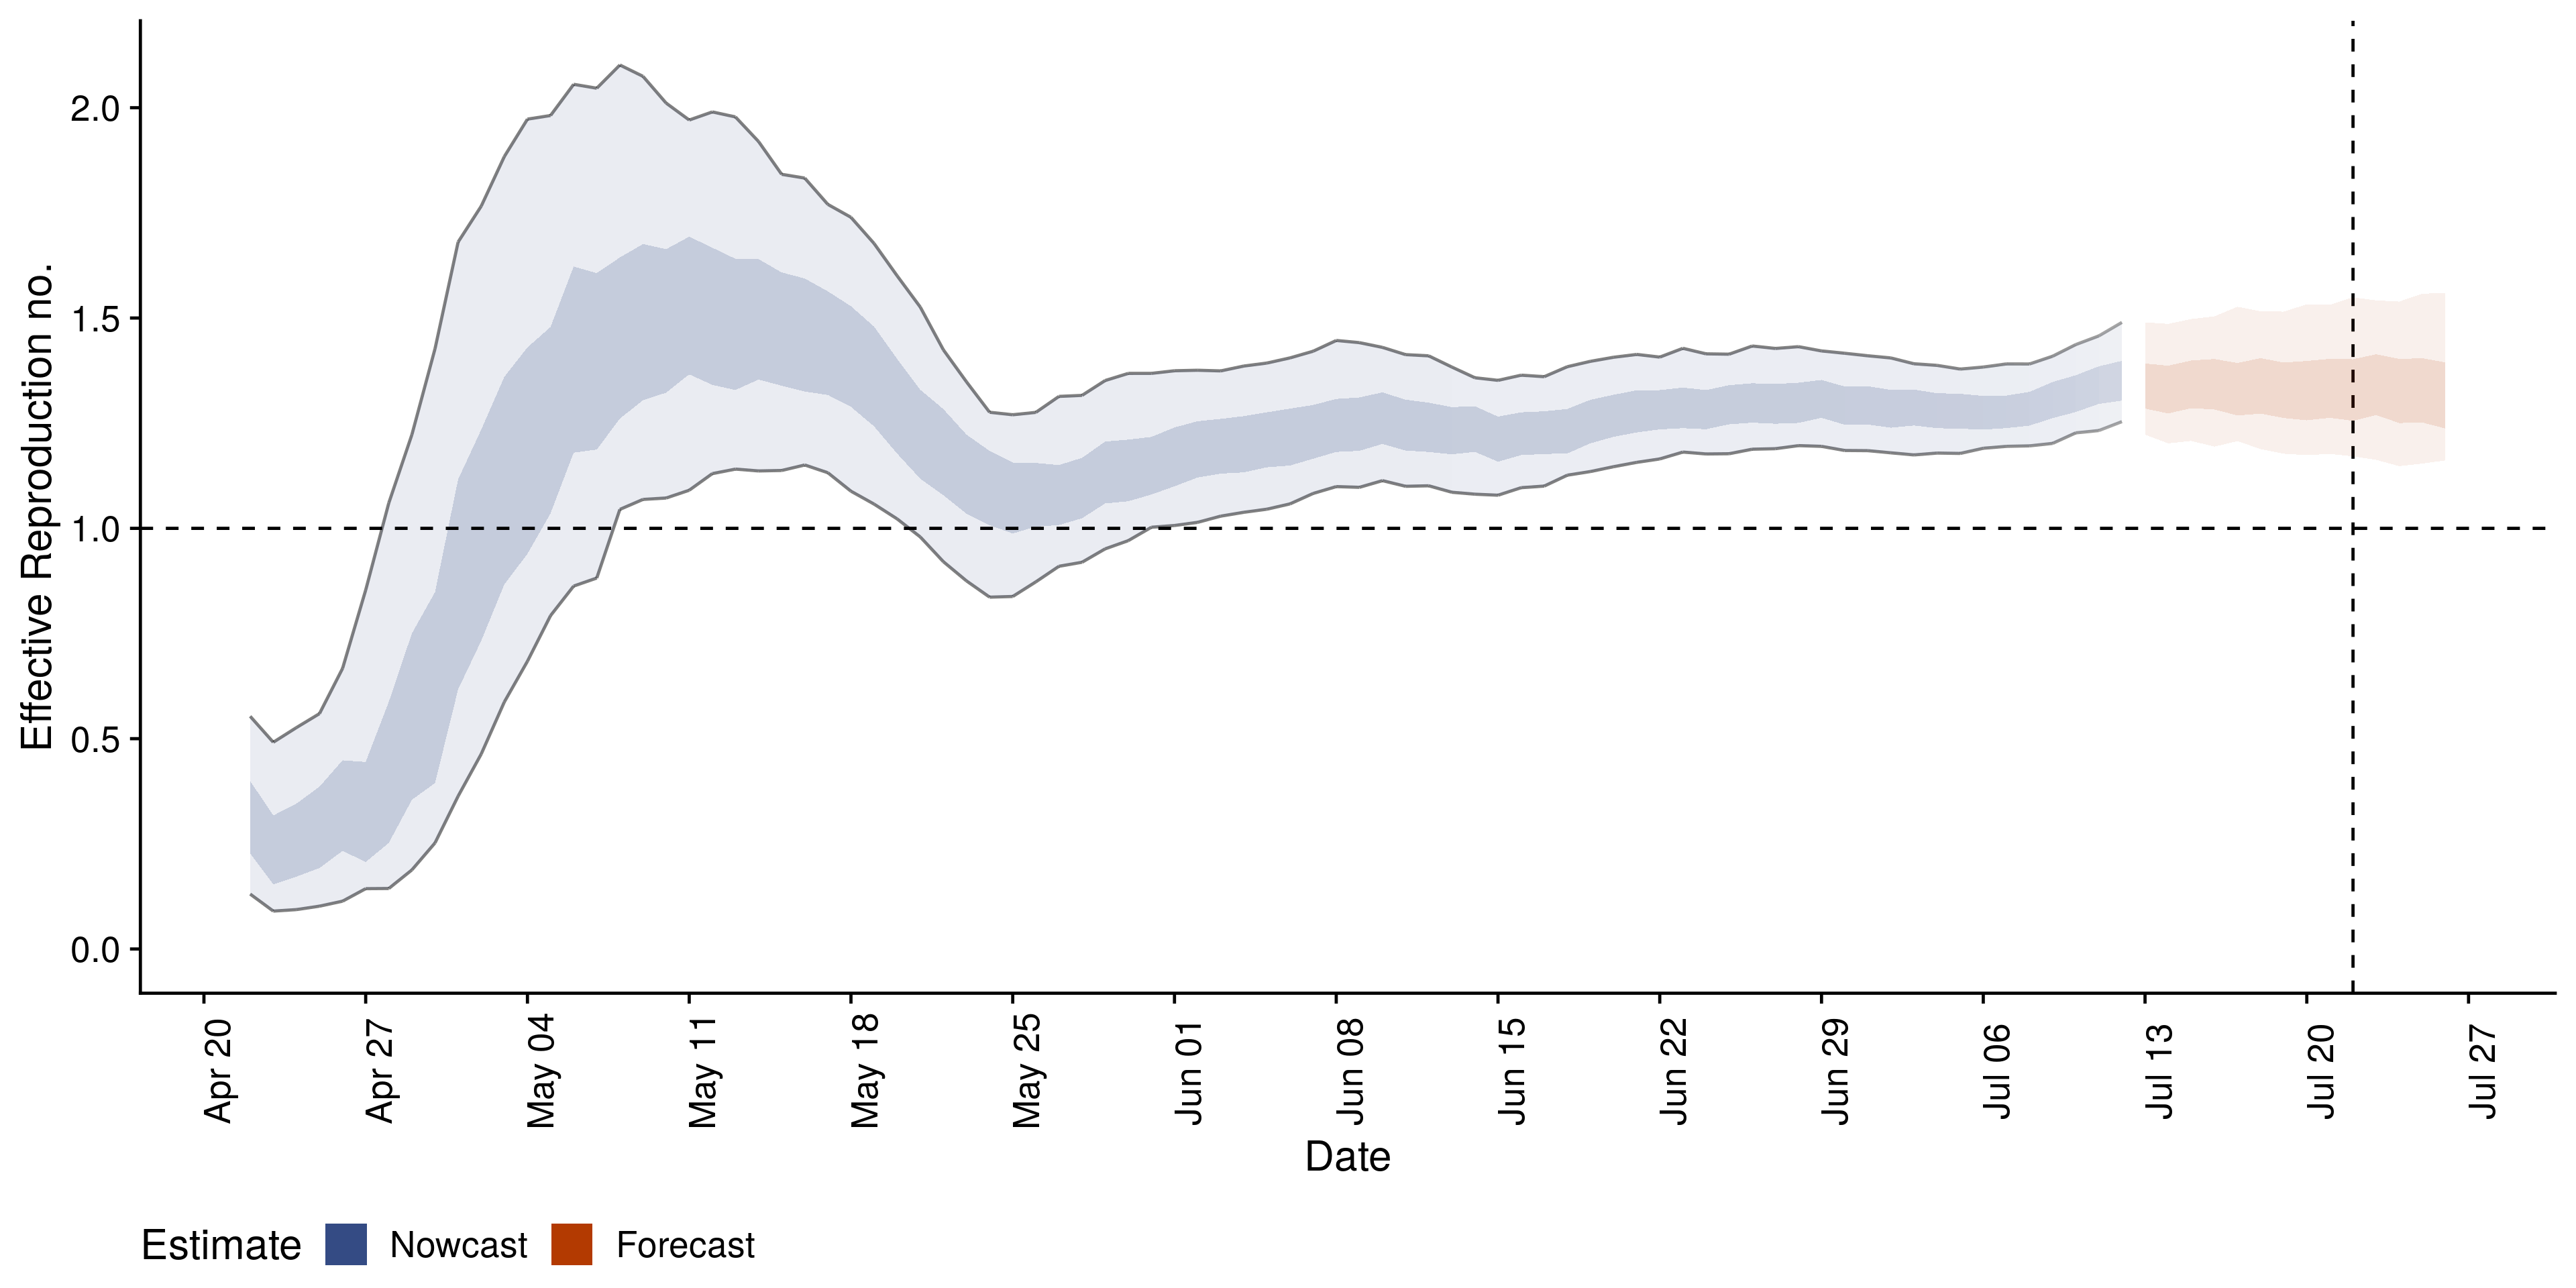 Effective Reproduction no.
2.0
1.5
1.0
0.5
0.0
Apr 20
Apr 27
May 04
May 11
May 18
May 25
Jun 01
Jun 08
Jun 15
Jun 22
Jun 29
Jul 06
Jul 13
Jul 20
Jul 27
Date
Estimate Nowcast Forecast